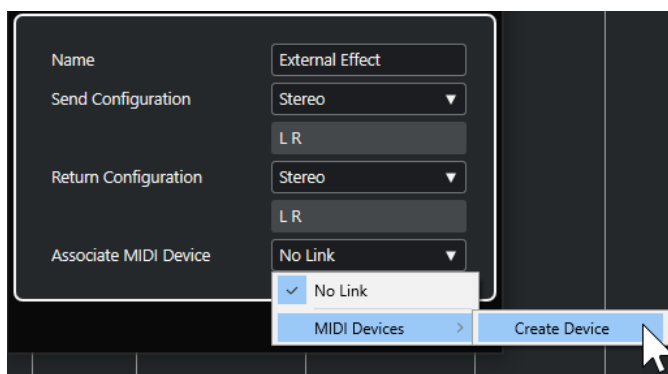 Name External Effect
Send Configuration Stereo
L R
Return Configuration Stereo
L R
Associate MIDI Device No Link
No Link
MIDI Devices Create Device